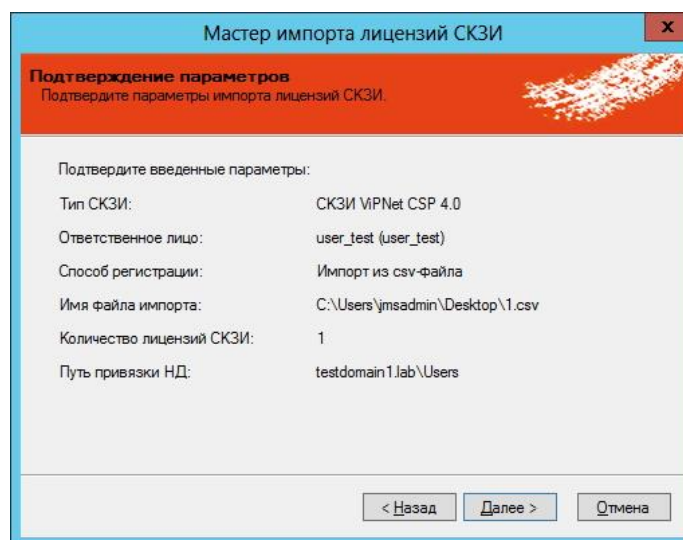 Мастер импорта лицензий СКЗИ
x
Подтверждение параметров
Подтвердите параметры импорта лицензий СКЗИ.
Подтвердите введенные параметры:
Тип СКЗИ: СКЗИ ViPNet CSP 4.0
Ответственное лицо: user_test (user_test)
Способ регистрации: Импорт из csv-файла
Имя файла импорта: C:\Users\jmsadmin\Desktop\1.csv
Количество лицензий СКЗИ: 1
Путь привязки НД: testdomain1.lab\Users
< Назад Далее > Отмена